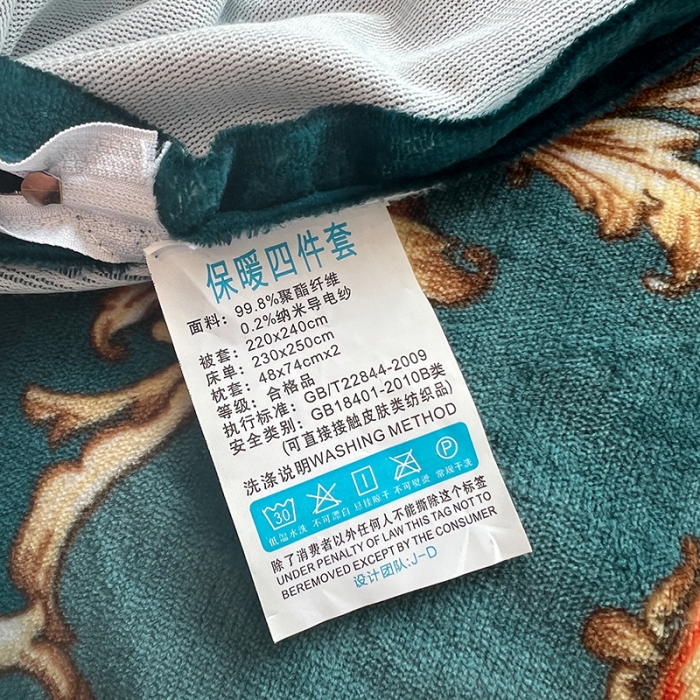 保暖四件套
面料：99.8%聚酯纤维
0.2%纳米导电纱
被套：220x240cm
床单：230x250cm
枕套：48x74cmx2
等级：合格品
执行标准：GB/T22844-2009
安全类别：GB18401-2010B类
(可直接接触皮肤类纺织品)
洗涤说明WASHING METHOD
30 P
低温水洗 不可漂白 悬挂晾干 不可熨烫 常规干洗
除了消费者以外任何人不能撕除这个标签
UNDER PENALTY OF LAW THIS TAG NOT TO
BEREMOVED EXCEPT BY THE CONSUMER
设计团队:J-D